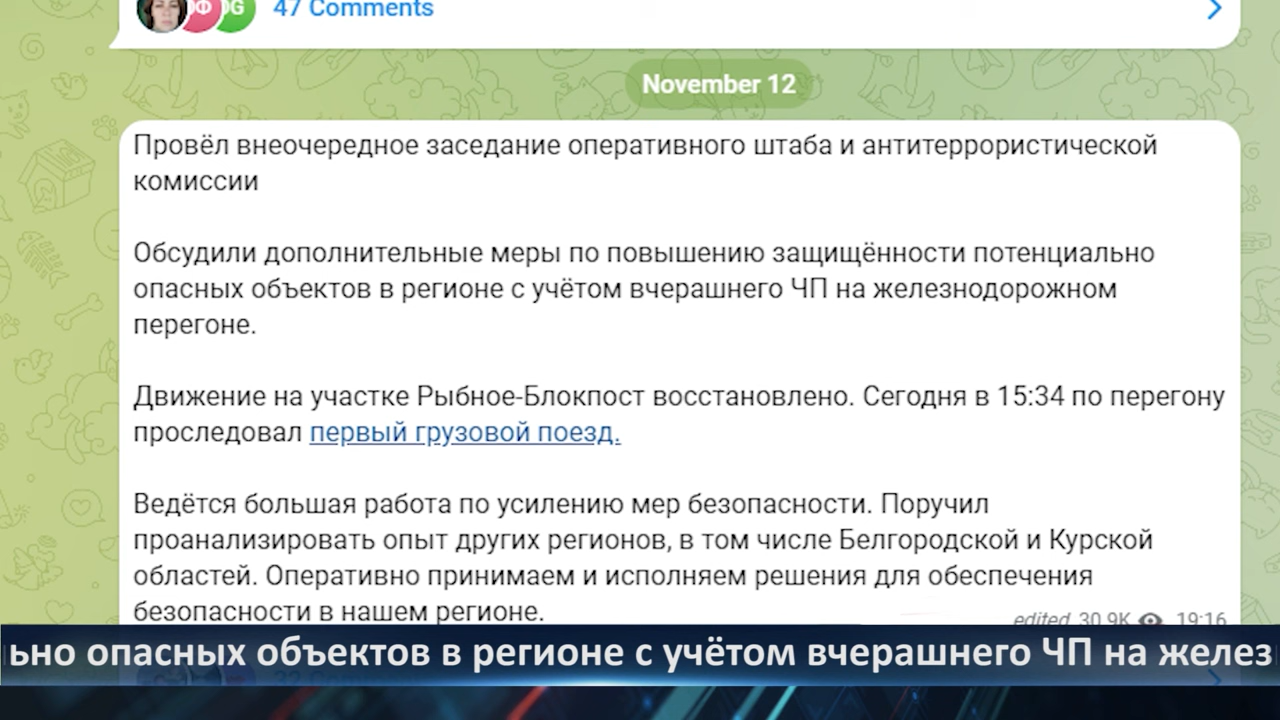 47 Comments
November 12
Провёл внеочередное заседание оперативного штаба и антитеррористической
комиссии
Обсудили дополнительные меры по повышению защищённости потенциально
опасных объектов в регионе с учётом вчерашнего ЧП на железнодорожном
перегоне.
Движение на участке Рыбное-Блокпост восстановлено. Сегодня в 15:34 по перегону
проследовал первый грузовой поезд.
Ведётся большая работа по усилению мер безопасности. Поручил
проанализировать опыт других регионов, в том числе Белгородской и Курской
областей. Оперативно принимаем и исполняем решения для обеспечения
безопасности в нашем регионе.
edited 30.9K 19:16
ьно опасных объектов в регионе с учётом вчерашнего ЧП на желез